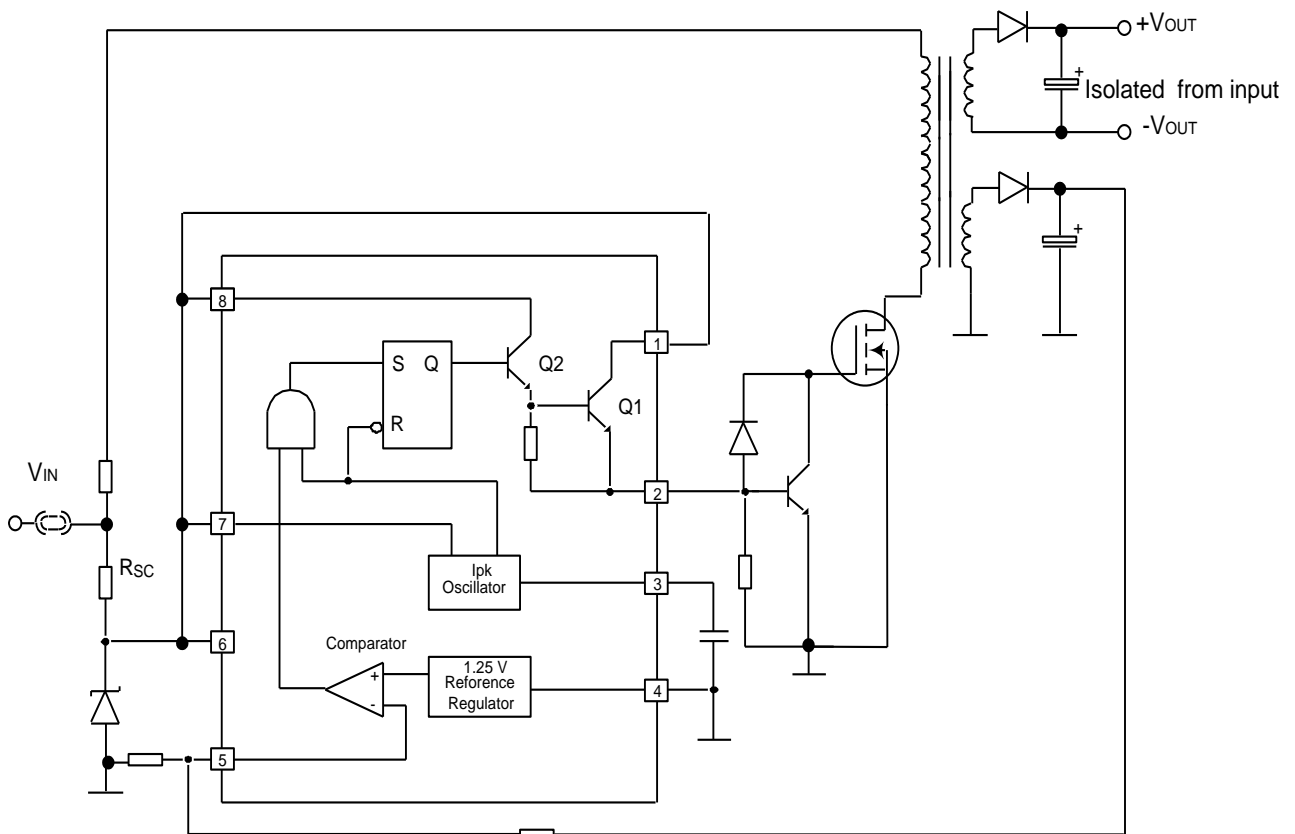 +VOUT
+
Isolated from input
-VOUT
+
8
1
S Q
Q2
R
Q1
VIN
2
7
RSC
Ipk
Oscillator
3
6
Comparator
+
-
1.25 V
Reforence
Regulator
4
5